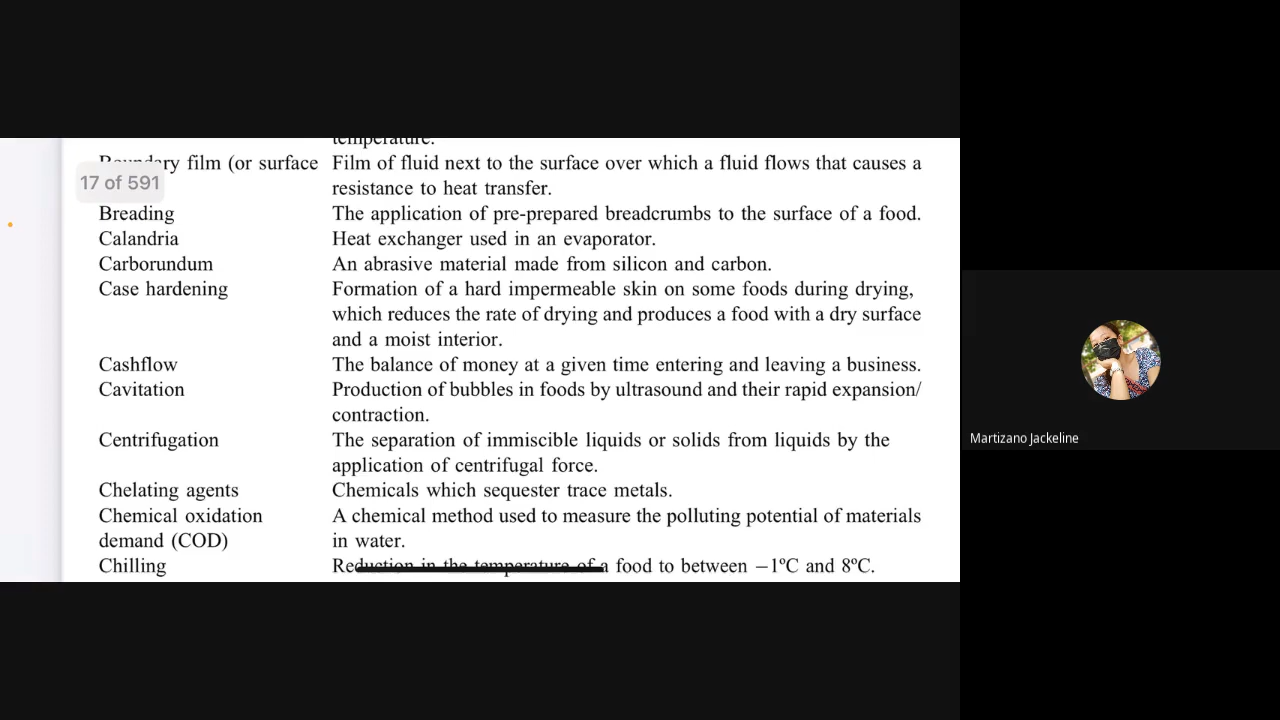 temperature.
Boundary film (or surface Film of fluid next to the surface over which a fluid flows that causes a
17 of 591
resistance to heat transfer.
Breading The application of pre-prepared breadcrumbs to the surface of a food.
Calandria Heat exchanger used in an evaporator.
Carborundum An abrasive material made from silicon and carbon.
Case hardening Formation of a hard impermeable skin on some foods during drying,
which reduces the rate of drying and produces a food with a dry surface
and a moist interior.
Cashflow The balance of money at a given time entering and leaving a business.
Cavitation Production of bubbles in foods by ultrasound and their rapid expansion/
contraction.
Centrifugation The separation of immiscible liquids or solids from liquids by the
application of centrifugal force.
Chelating agents Chemicals which sequester trace metals.
Chemical oxidation A chemical method used to measure the polluting potential of materials
demand (COD) in water.
Chilling Reduction in the temperature of a food to between −1ºC and 8ºC.
Martizano Jackeline